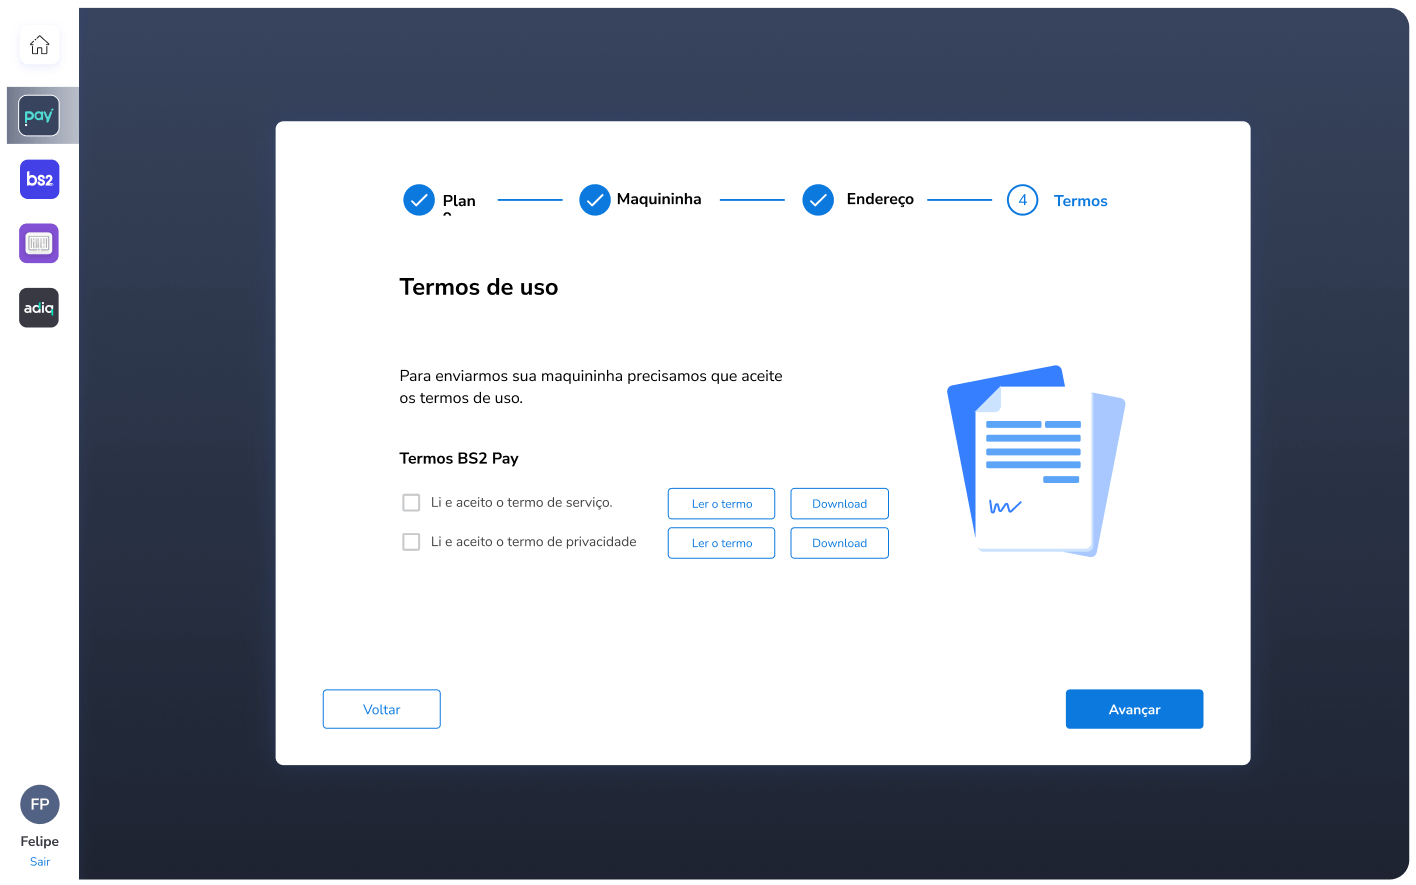 pay
bs2
adiq
Plan
Maquininha
Endereço
4
Termos
Termos de uso
Para enviarmos sua maquininha precisamos que aceite
os termos de uso.
Termos BS2 Pay
Li e aceito o termo de serviço.
Ler o termo
Download
Li e aceito o termo de privacidade
Ler o termo
Download
Voltar
Avançar
FP
Felipe
Sair